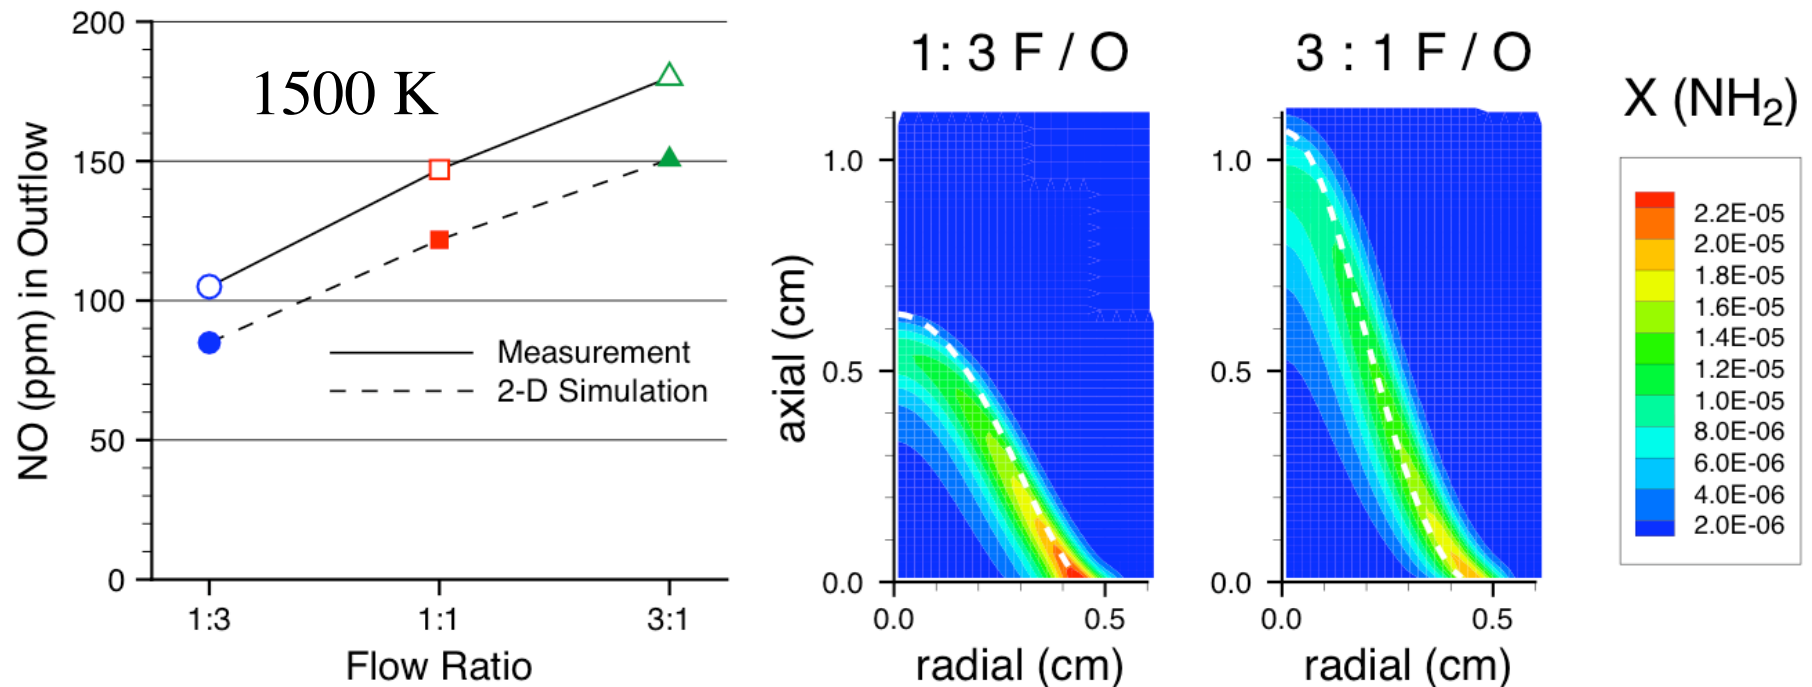 200
150
100
50
0
NO (ppm) in Outflow
1500 K
Measurement
2-D Simulation
1:3
1:1
3:1
Flow Ratio
1: 3 F / O
1.0
0.5
0.0
axial (cm)
0.0
0.5
radial (cm)
3 : 1 F / O
1.0
0.5
0.0
0.0
0.5
radial (cm)
X (NH₂)
2.2E-05
2.0E-05
1.8E-05
1.6E-05
1.4E-05
1.2E-05
1.0E-05
8.0E-06
6.0E-06
4.0E-06
2.0E-06